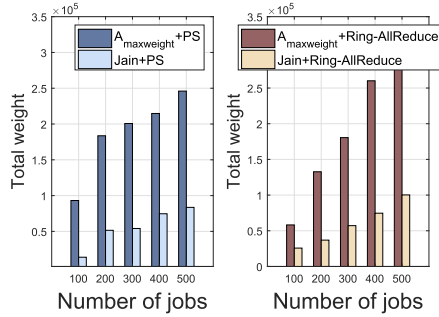 ×10^5
3.5
3
2.5
2
1.5
1
0.5
Total weight
A_maxweight+PS
Jain+PS
100 200 300 400 500
Number of jobs
×10^5
3.5
3
2.5
2
1.5
1
0.5
0
Total weight
A_maxweight+Ring-AllReduce
Jain+Ring-AllReduce
100 200 300 400 500
Number of jobs